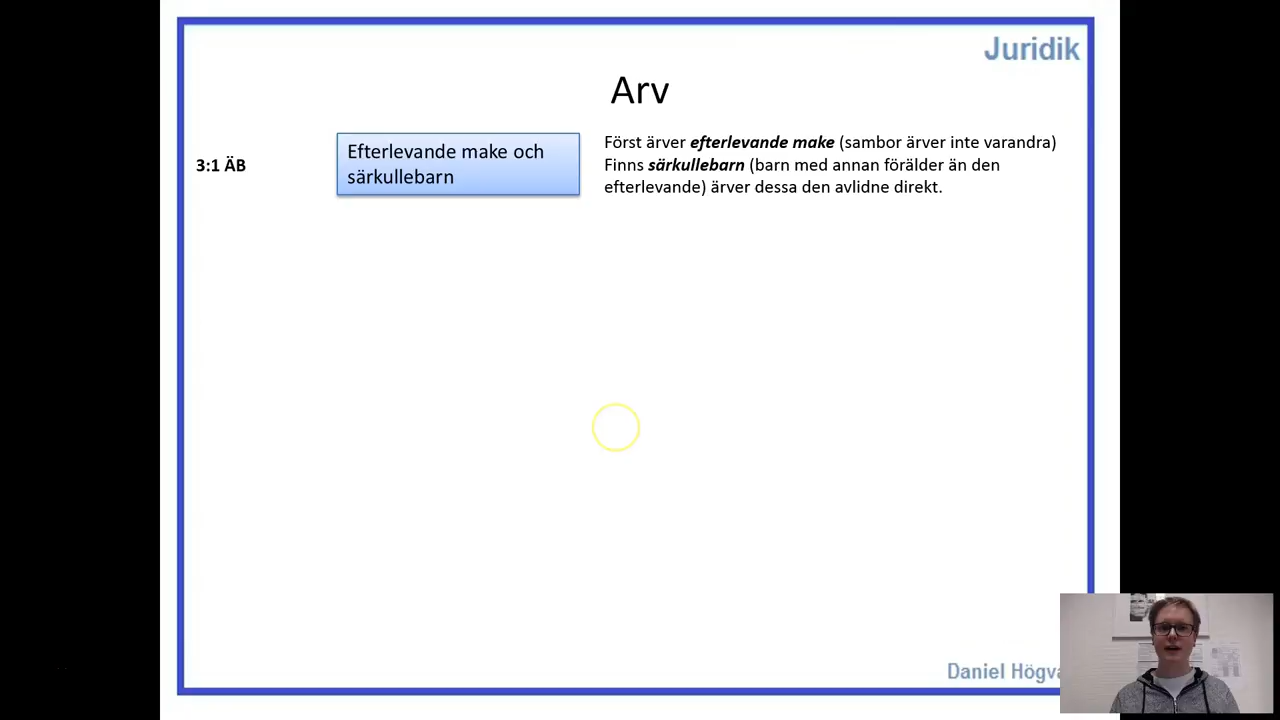 Juridik
Arv
3:1 ÄB
Efterlevande make och
särkullebarn
Först ärver efterlevande make (sambor ärver inte varandra)
Finns särkullebarn (barn med annan förälder än den
efterlevande) ärver dessa den avlidne direkt.
Daniel